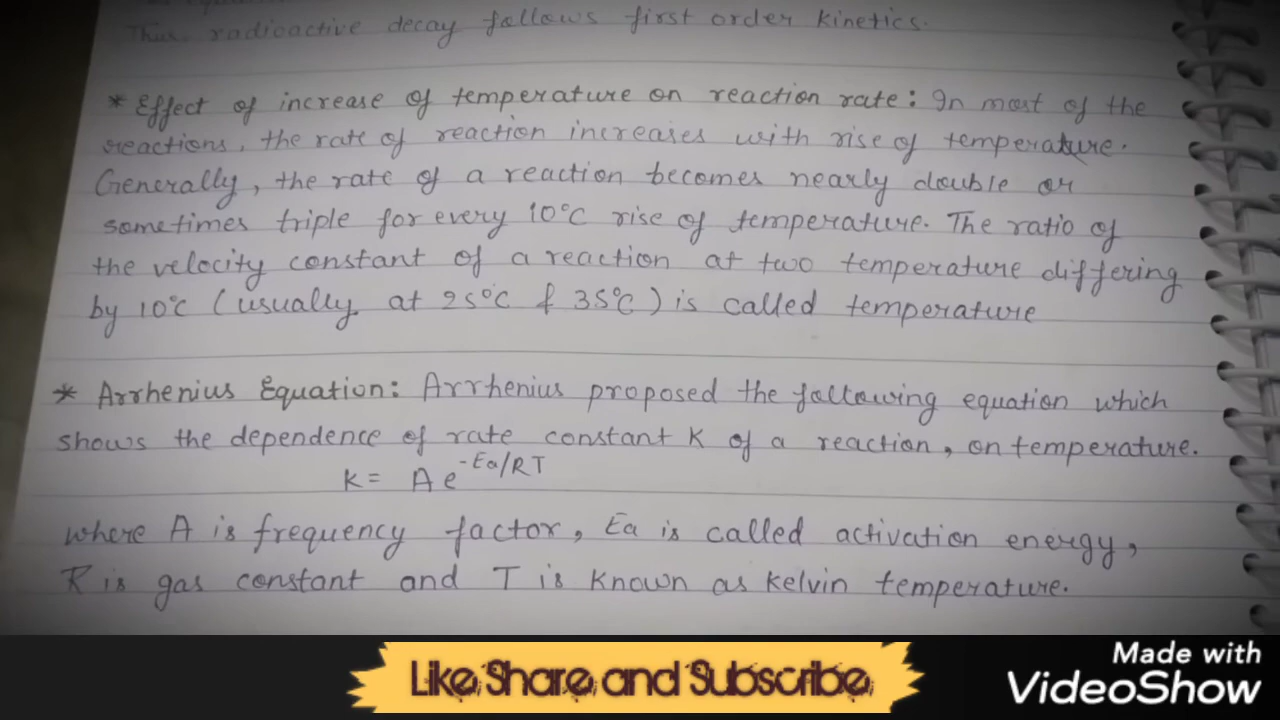 Thus radioactive decay follows first order kinetics.
* Effect of increase of temperature on reaction rate: In most of the
reactions, the rate of reaction increases with rise of temperature.
Generally, the rate of a reaction becomes nearly double or
sometimes triple for every 10°C rise of temperature. The ratio of
the velocity constant of a reaction at two temperature differing
by 10°C (usually at 25°C & 35°C) is called temperature
* Arrhenius Equation: Arrhenius proposed the following equation which
shows the dependence of rate constant K of a reaction, on temperature.
K = Ae^-Ea/RT
where A is frequency factor, Ea is called activation energy,
R is gas constant and T is known as kelvin temperature.
Like Share and Subscribe
Made with
VideoShow